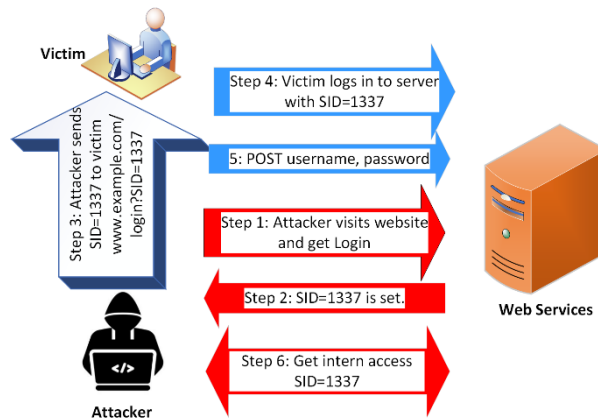 Victim
Step 4: Victim logs in to server
with SID=1337
5: POST username, password
Step 3: Attacker sends
SID=1337 to victim
www.example.com/
login?SID=1337
Step 1: Attacker visits website
and get Login
Step 2: SID=1337 is set.
Web Services
Step 6: Get intern access
SID=1337
</>
Attacker